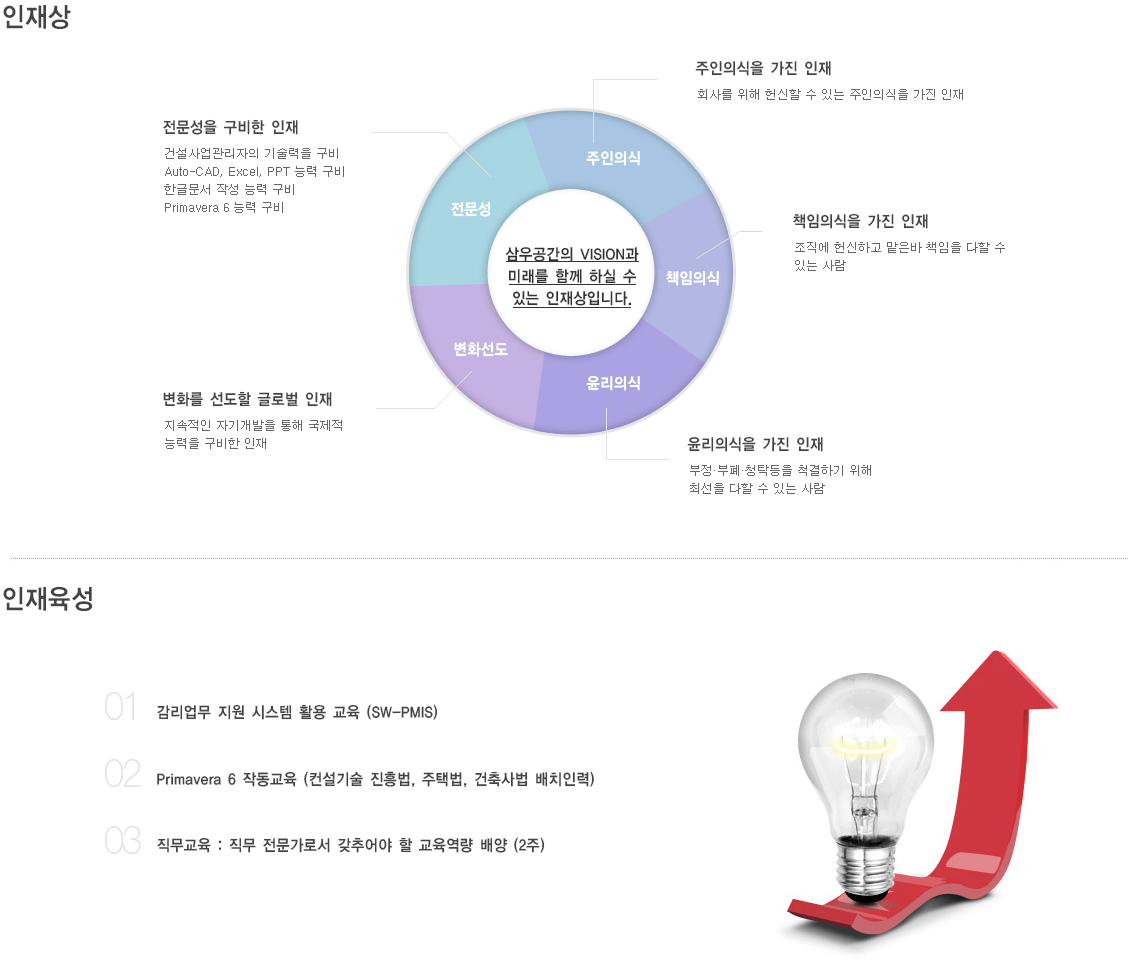 인재상
주인의식을 가진 인재
회사를 위해 헌신할 수 있는 주인의식을 가진 인재
전문성을 구비한 인재
건설사업관리자의 기술력을 구비
Auto-CAD, Excel, PPT 능력 구비
한글문서 작성 능력 구비
Primavera 6 능력 구비
주인의식
전문성
책임의식을 가진 인재
조직에 헌신하고 맡은바 책임을 다할 수
있는 사람
삼우공간의 VISION과
미래를 함께 하실 수
있는 인재상입니다.
책임의식
변화선도
윤리의식
변화를 선도할 글로벌 인재
지속적인 자기개발을 통해 국제적
능력을 구비한 인재
윤리의식을 가진 인재
부정·부폐·청탁등을 척결하기 위해
최선을 다할 수 있는 사람
인재육성
01 감리업무 지원 시스템 활용 교육 (SW-PMIS)
02 Primavera 6 작동교육 (컨설기술 진흥법, 주택법, 건축사법 배치인력)
03 직무교육 : 직무 전문가로서 갖추어야 할 교육역량 배양 (2주)